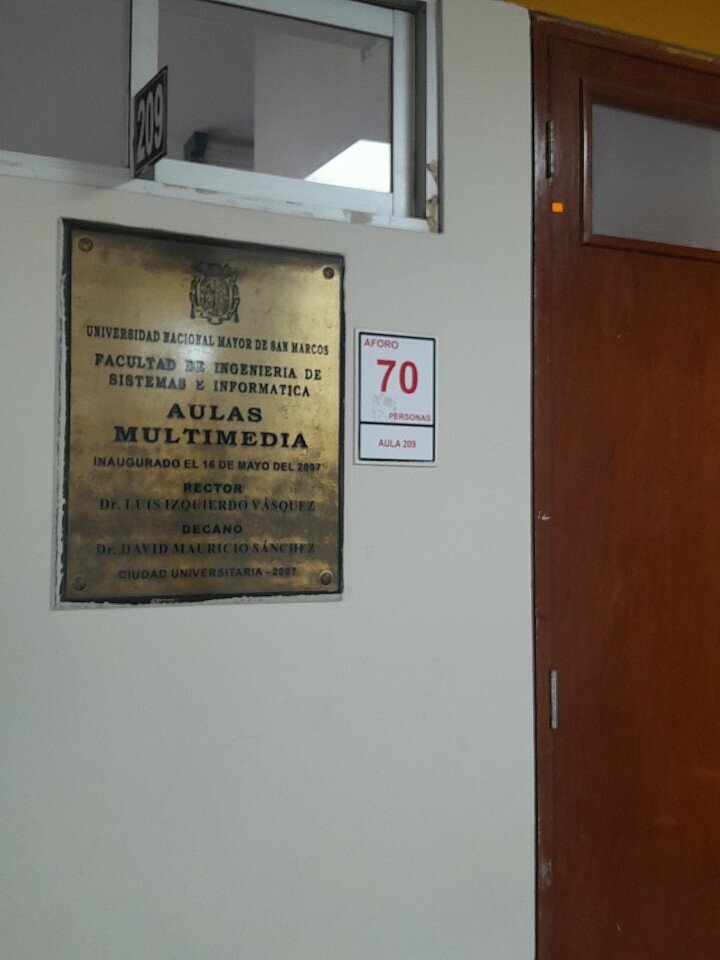 209
UNIVERSIDAD NACIONAL MAYOR DE SAN MARCOS
FACULTAD DE INGENIERIA DE
SISTEMAS E INFORMATICA
AULAS
MULTIMEDIA
INAUGURADO EL 16 DE MAYO DEL 2007
RECTOR
Dr. LUIS IZQUIERDO VÁSQUEZ
DECANO
Dr. DAVID MAURICIO SÁNCHEZ
CIUDAD UNIVERSITARIA - 2007
AFORO
70
PERSONAS
AULA 209